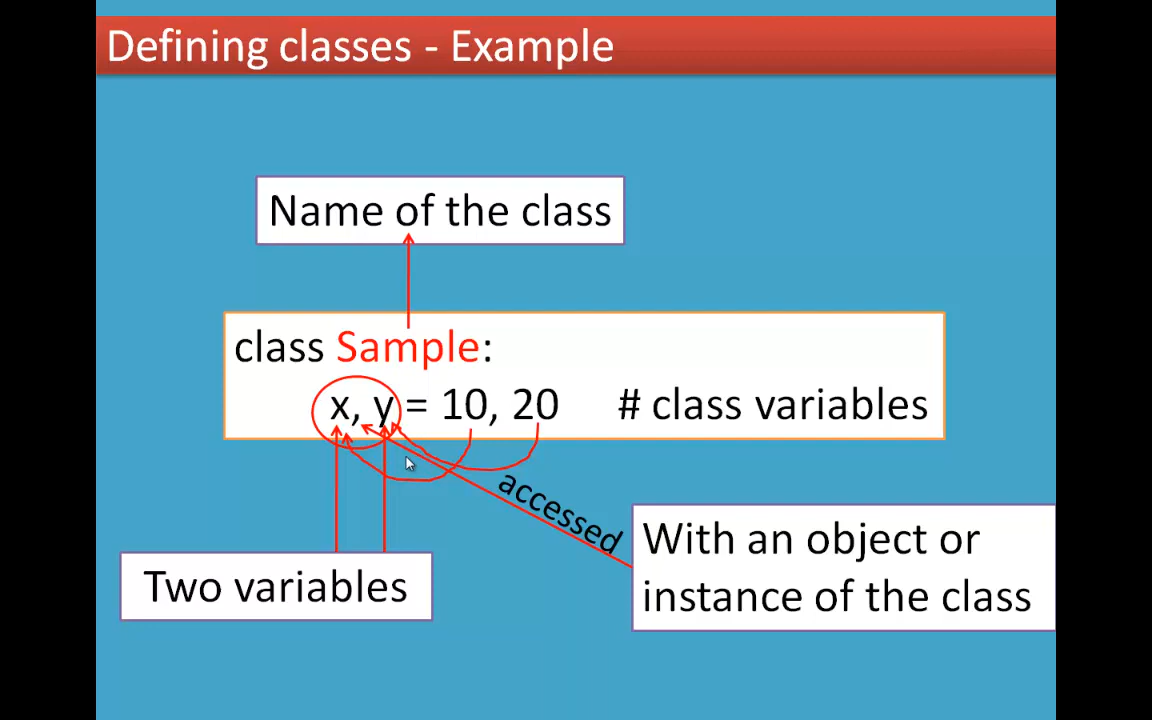 Defining classes - Example
Name of the class
class Sample:
x, y = 10, 20 # class variables
accessed
With an object or
instance of the class
Two variables